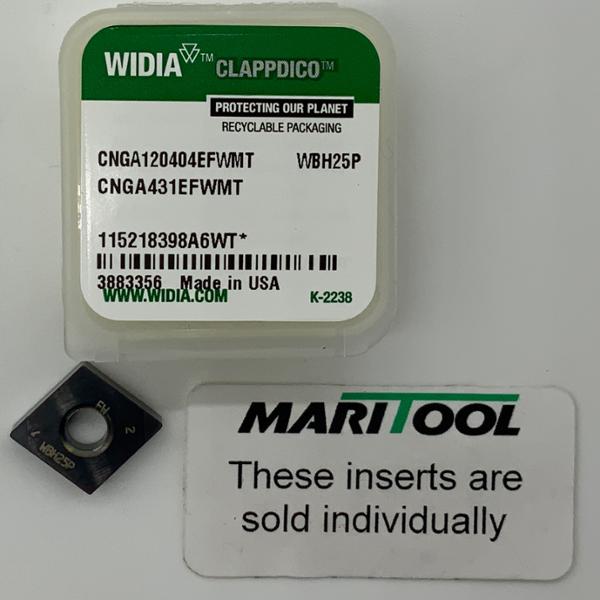 WIDIA™ CLAPPDICO™
PROTECTING OUR PLANET
RECYCLABLE PACKAGING
CNGA120404EFWMT WBH25P
CNGA431EFWMT
115218398A6WT*
3883356 Made in USA
WWW.WIDIA.COM K-2238
FW 2
WBH25P
MARITOOL
These inserts are
sold individually